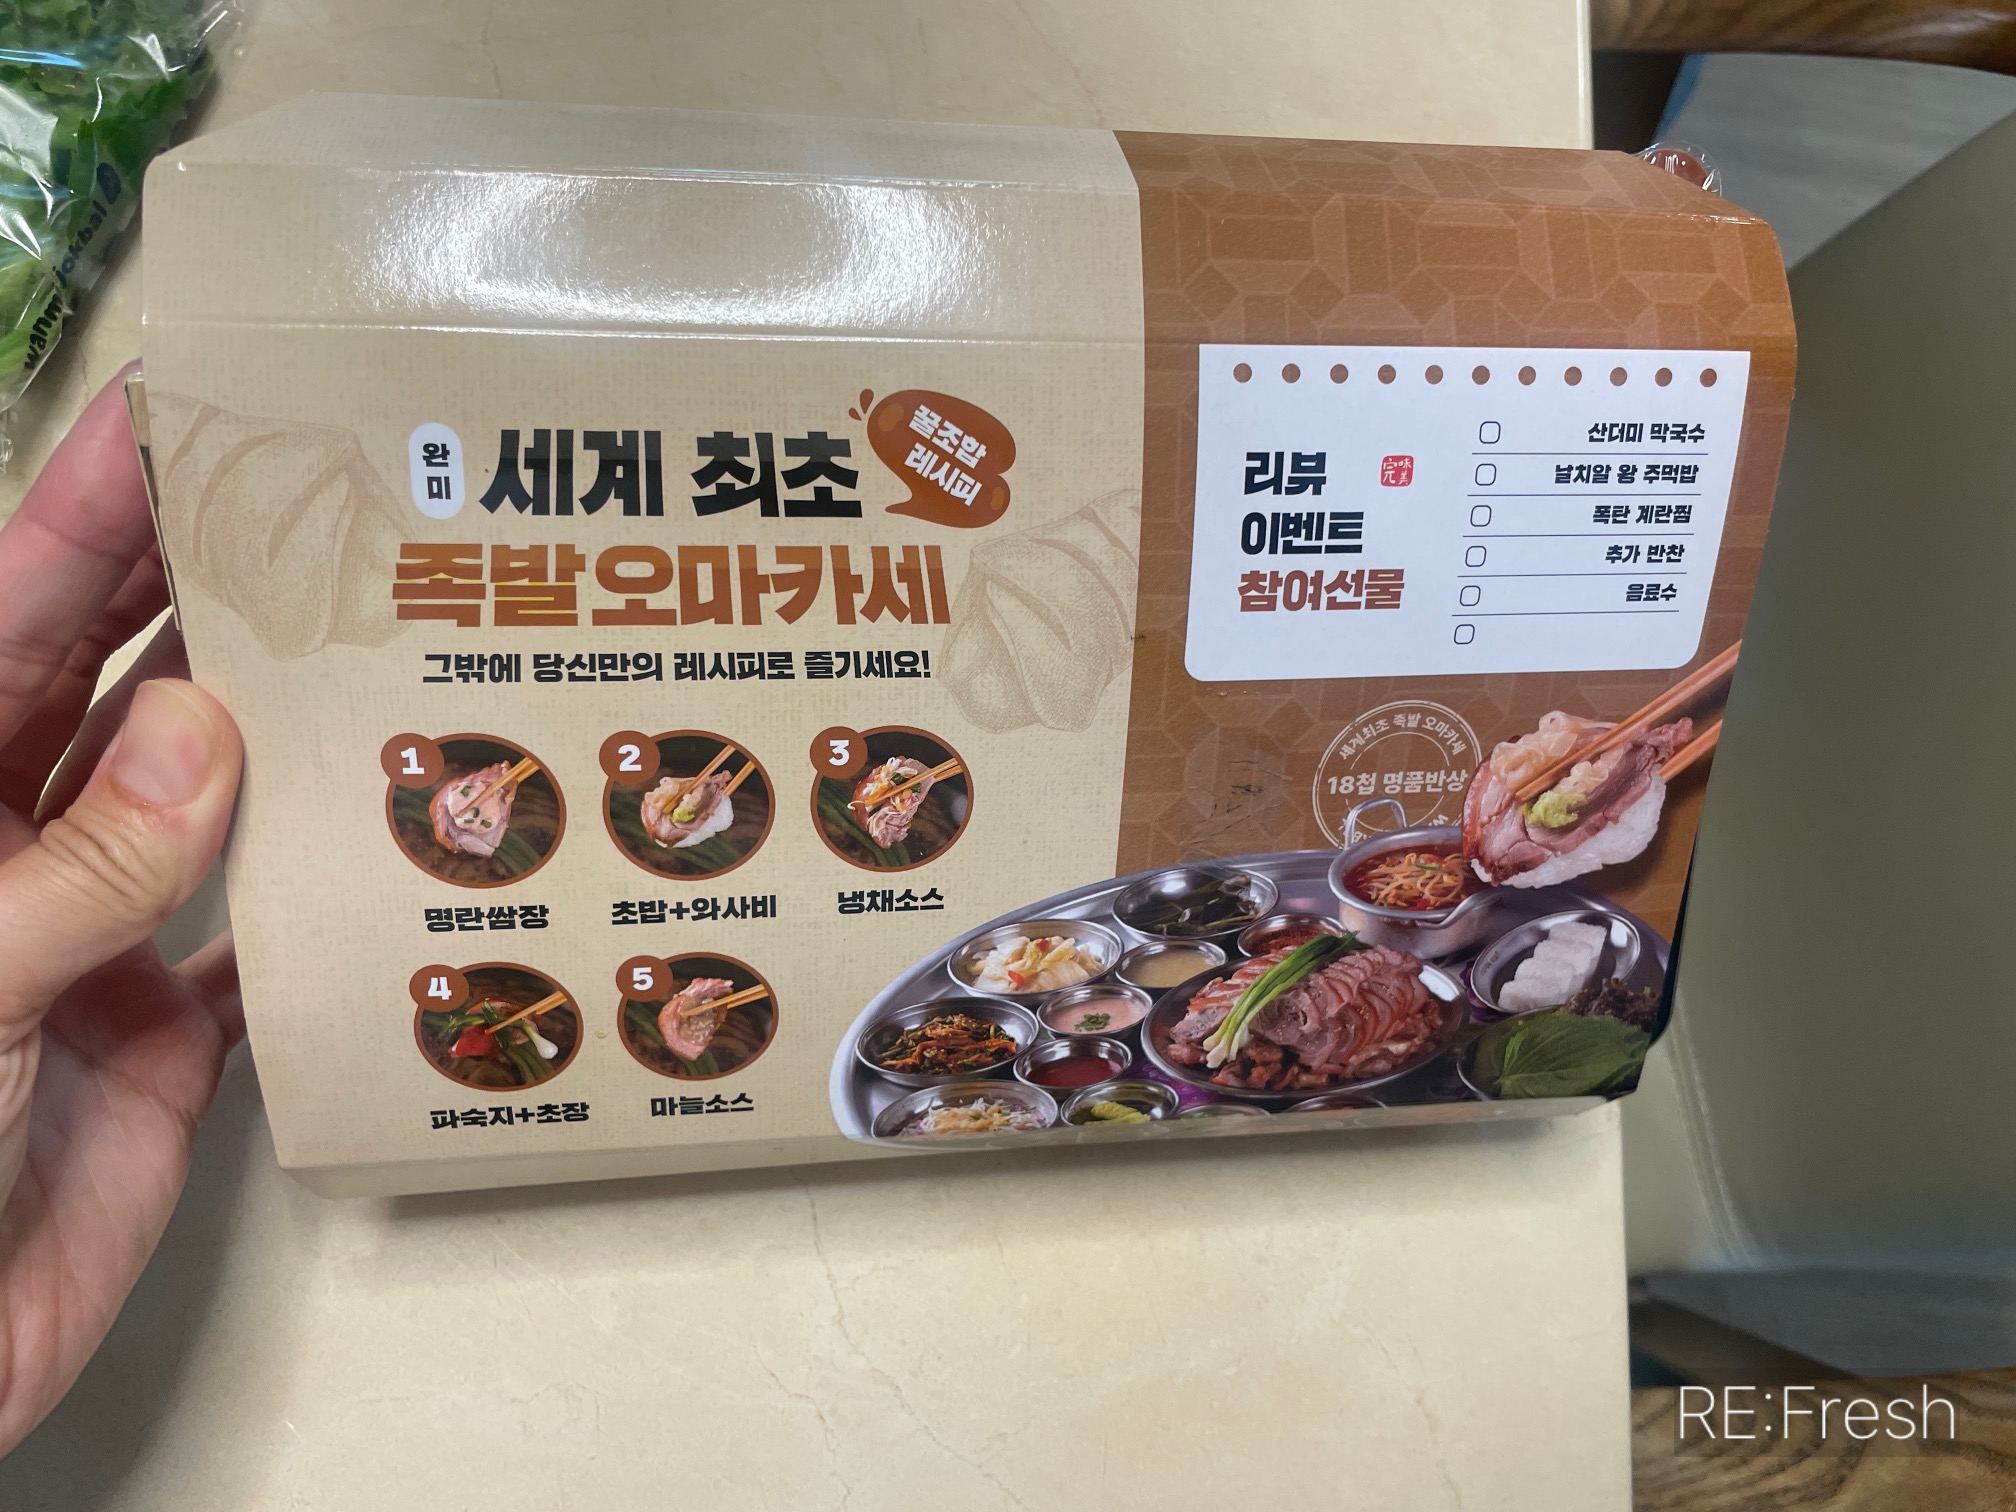 wanmijokbal
완미
세계 최초
꿀조합
레시피
족발오마카세
그밖에 당신만의 레시피로 즐기세요!
1
명란쌈장
2
초밥+와사비
3
냉채소스
4
파숙지+초장
5
마늘소스
리뷰
이벤트
참여선물
完味美
산더미 막국수
날치알 왕 주먹밥
폭탄 계란찜
추가 반찬
음료수
세계최초 족발 오마카세
18첩 명품반상
RE:Fresh